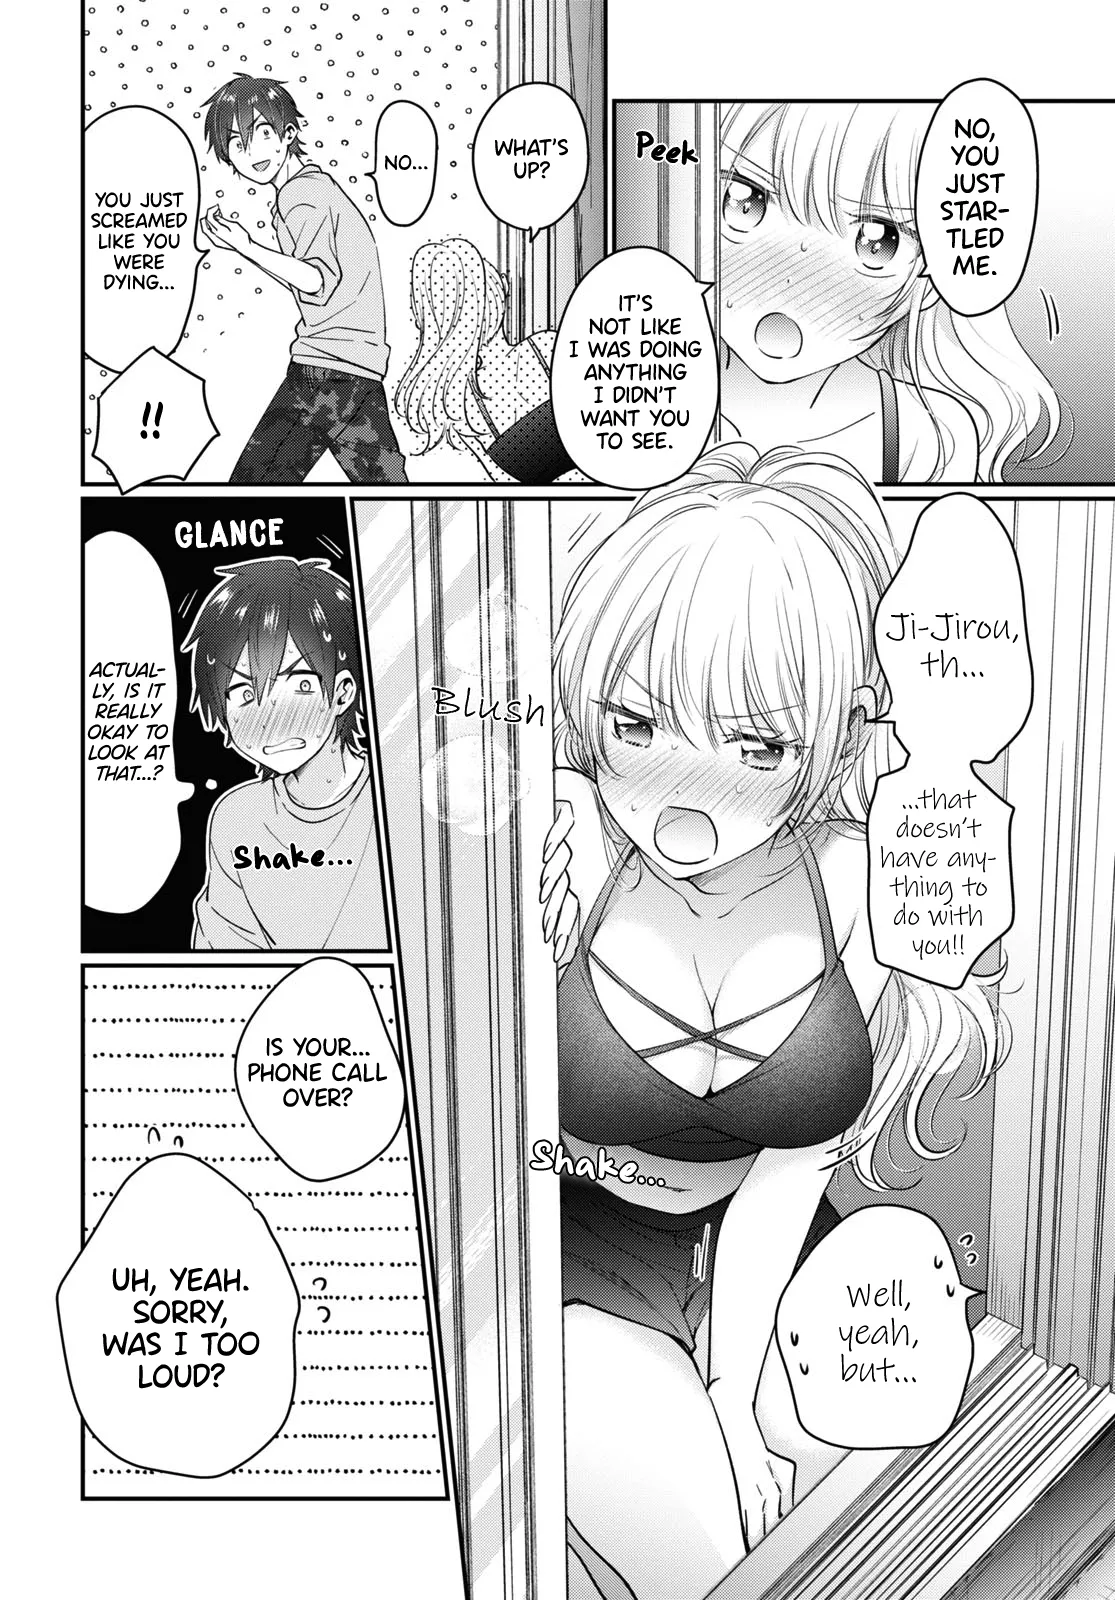 Peek
NO,
YOU
JUST
STAR-
TLED
ME.
IT'S
NOT LIKE
I WAS DOING
ANYTHING
I DIDN'T
WANT YOU
TO SEE.
WHAT'S
UP?
NO...
YOU JUST
SCREAMED
LIKE YOU
WERE
DYING...
!!
Ji-Jirou,
th...
...that
doesn't
have any-
thing to
do with
you!!
Blush
Shake...
Well,
yeah,
but...
GLANCE
ACTUAL-
LY, IS IT
REALLY
OKAY TO
LOOK AT
THAT...?
Shake...
IS YOUR...
PHONE CALL
OVER?
UH, YEAH.
SORRY,
WAS I TOO
LOUD?